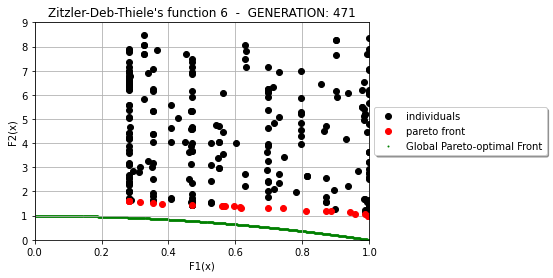 Zitzler-Deb-Thiele's function 6 - GENERATION: 471
9
8
7
6
5
4
3
2
1
0
F2(x)
0.0 0.2 0.4 0.6 0.8 1.0
F1(x)
individuals
pareto front
Global Pareto-optimal Front